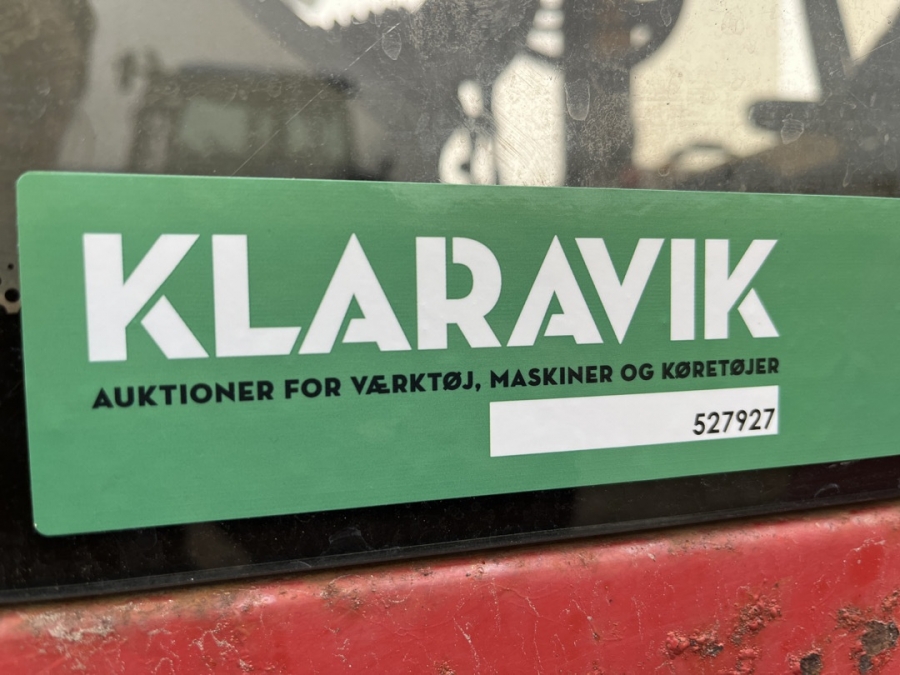 KLARAVIK
AUKTIONER FOR VÆRKTØJ, MASKINER OG KØRETØJER
527927